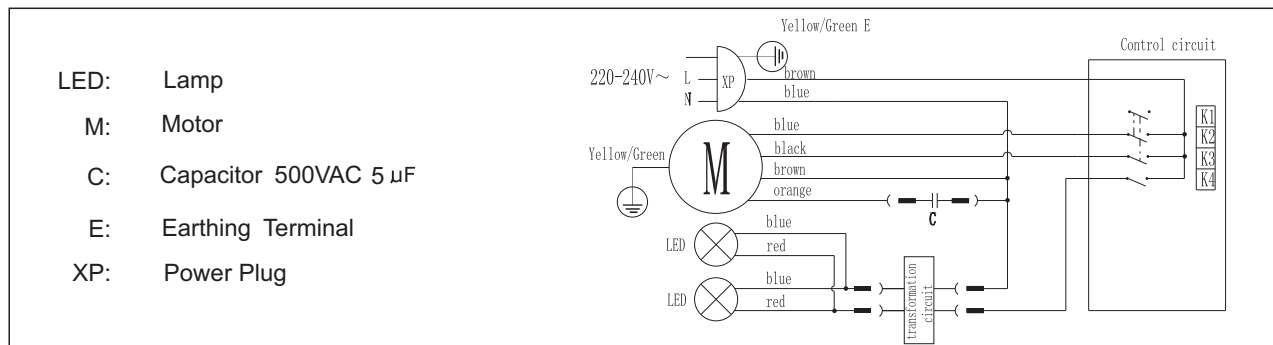 LED: Lamp
M: Motor
C: Capacitor 500VAC 5 μF
E: Earthing Terminal
XP: Power Plug
Yellow/Green E
Control circuit
220-240V~
L
N
XP
brown
blue
K1
K2
K3
K4
blue
black
brown
orange
Yellow/Green
M
C
LED
blue
red
LED
blue
red
transformation
circuit